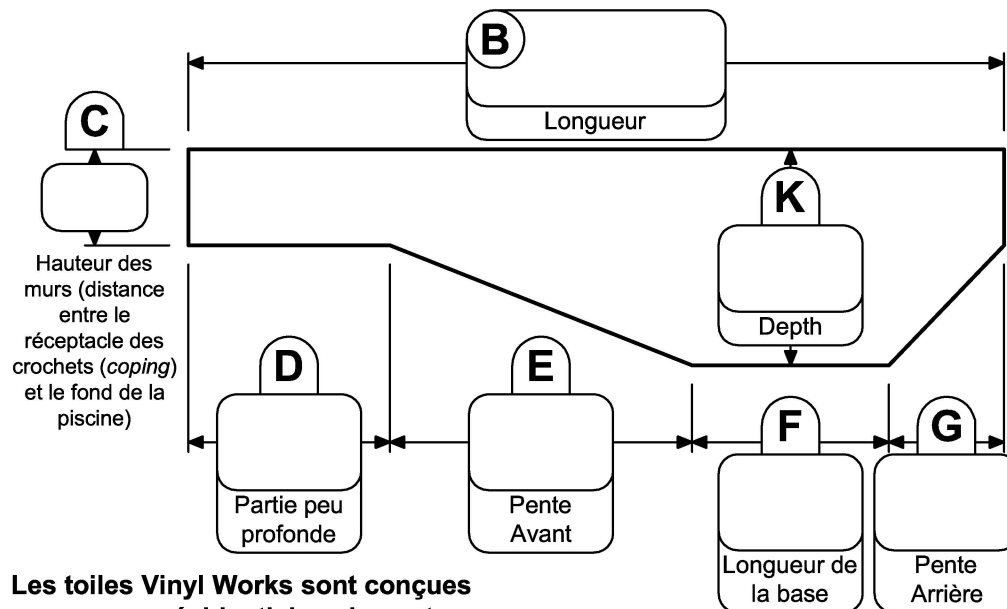 B
Longueur
C
Hauteur des
murs (distance
entre le
réceptacle des
crochets (coping)
et le fond de la
piscine)
K
Depth
D
Partie peu
profonde
E
Pente
Avant
F
Longueur de
la base
G
Pente
Arrière
Les toiles Vinyl Works sont conçues